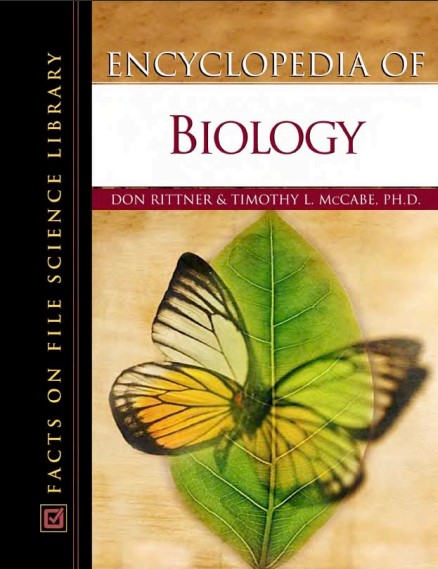 ENCYCLOPEDIA OF
BIOLOGY
DON RITTNER & TIMOTHY L. MCCABE, PH.D.
FACTS ON FILE SCIENCE LIBRARY